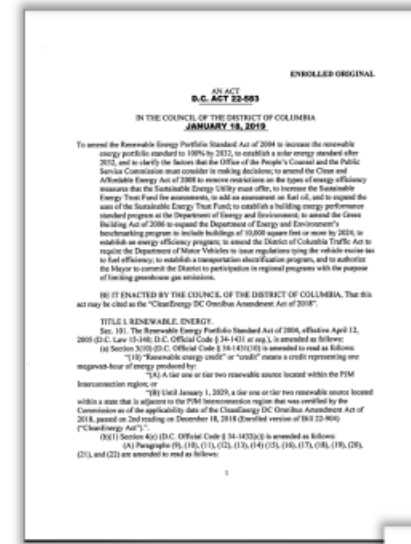 ENROLLED ORIGINAL
AN ACT
D.C. ACT 22-583
IN THE COUNCIL OF THE DISTRICT OF COLUMBIA
JANUARY 18, 2019
To amend the Renewable Energy Portfolio Standard Act of 2004 to increase the renewable
energy portfolio standard to 100% by 2032, to establish a solar energy standard after
2032, and to clarify the factors that the Office of the People's Counsel and the Public
Service Commission must consider in making decisions; to amend the Clean and
Affordable Energy Act of 2008 to remove restrictions on the types of energy efficiency
measures that the Sustainable Energy Utility must offer, to increase the Sustainable
Energy Trust Fund fee assessments, to add an assessment on fuel oil, and to expand the
uses of the Sustainable Energy Trust Fund; to establish a building energy performance
standard program at the Department of Energy and Environment; to amend the Green
Building Act of 2006 to expand the Department of Energy and Environment's
benchmarking program to include buildings of 10,000 square feet or more by 2024; to
establish an energy efficiency program; to amend the District of Columbia Traffic Act to
require the Department of Motor Vehicles to issue regulations tying the vehicle excise tax
to fuel efficiency; to establish a transportation electrification program, and to authorize
the Mayor to commit the District to participation in regional programs with the purpose
of limiting greenhouse gas emissions.
BE IT ENACTED BY THE COUNCIL OF THE DISTRICT OF COLUMBIA, That this
act may be cited as the "CleanEnergy DC Omnibus Amendment Act of 2018".
TITLE I. RENEWABLE, ENERGY.
Sec. 101. The Renewable Energy Portfolio Standard Act of 2004, effective April 12,
2005 (D.C. Law 15-340; D.C. Official Code § 34-1431 et seq.), is amended as follows:
(a) Section 3(10) (D.C. Official Code § 34-1431(10)) is amended to read as follows:
"(10) "Renewable energy credit" or "credit" means a credit representing one
megawatt-hour of energy produced by:
"(A) A tier one or tier two renewable source located within the PJM
Interconnection region; or
"(B) Until January 1, 2029, a tier one or tier two renewable source located
within a state that is adjacent to the PJM Interconnection region that was certified by the
Commission as of the applicability date of the CleanEnergy DC Omnibus Amendment Act of
2018, passed on 2nd reading on December 18, 2018 (Enrolled version of Bill 22-904)
("CleanEnergy Act").".
(b)(1) Section 4(c) (D.C. Official Code § 34-1432(c)) is amended as follows:
(A) Paragraphs (9), (10), (11), (12), (13), (14) (15), (16), (17), (18), (19), (20),
(21), and (22) are amended to read as follows:
1